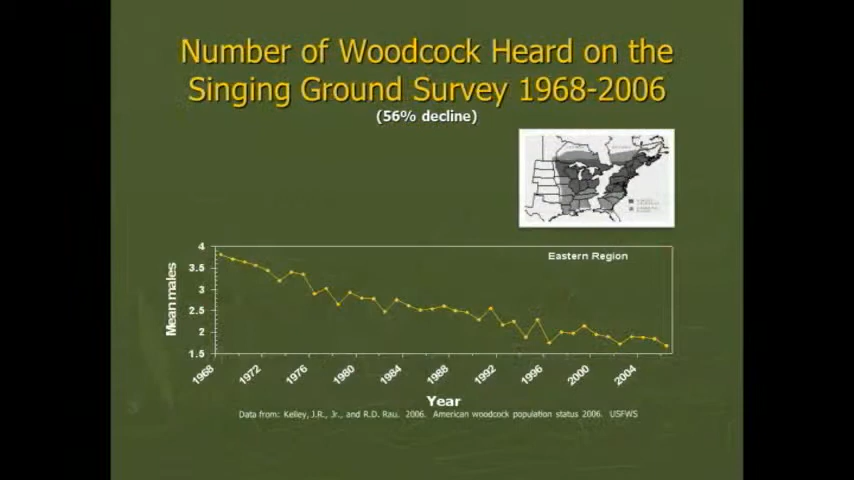 Number of Woodcock Heard on the
Singing Ground Survey 1968-2006
(56% decline)
Eastern Region
4
3.5
3
2.5
2
1.5
Mean males
1968
1972
1976
1980
1984
1988
1992
1996
2000
2004
Year
Data from: Kelley, J.R., Jr., and R.D. Rau. 2006. American woodcock population status 2006. USFWS